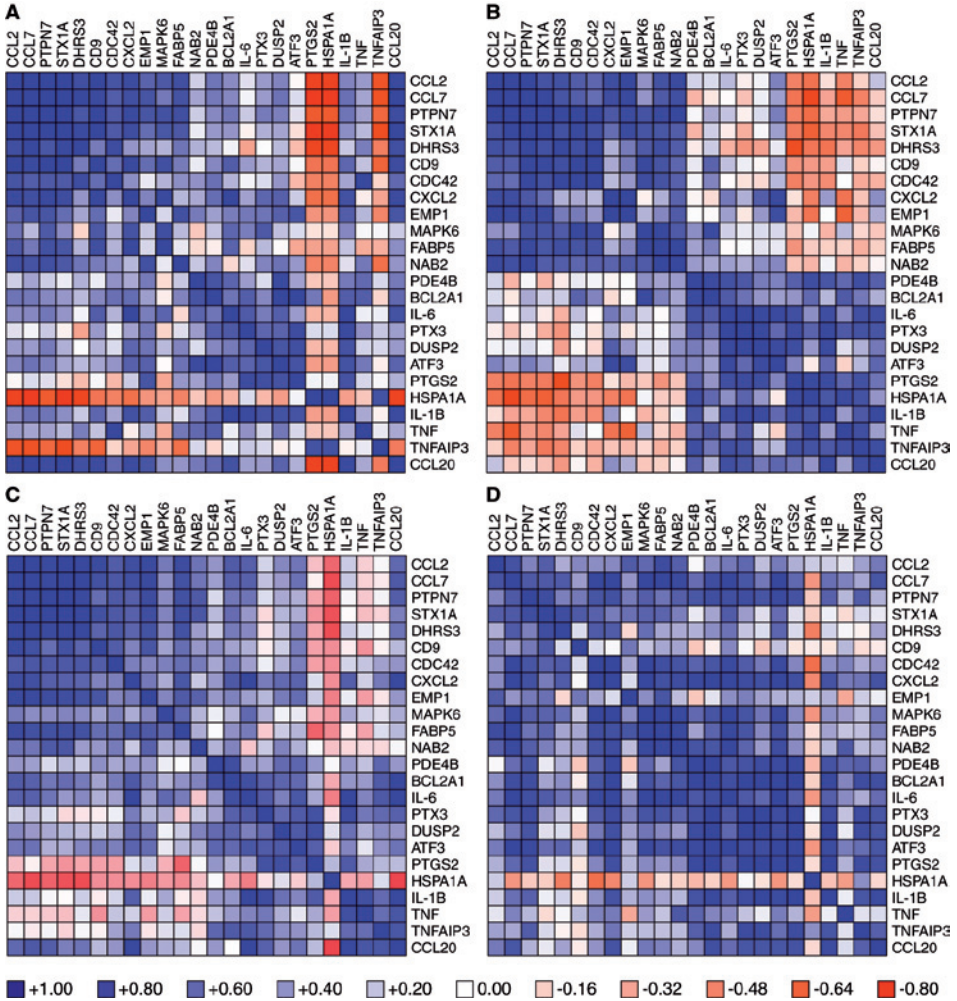 A
CCL2 CCL7 PTPN7 STX1A DHRS3 CD9 CDC42 CXCL2 EMP1 MAPK6 FABP5 NAB2 PDE4B BCL2A1 IL-6 PTX3 DUSP2 ATF3 PTGS2 HSPA1A IL-1B TNF TNFAIP3 CCL20
CCL2
CCL7
PTPN7
STX1A
DHRS3
CD9
CDC42
CXCL2
EMP1
MAPK6
FABP5
NAB2
PDE4B
BCL2A1
IL-6
PTX3
DUSP2
ATF3
PTGS2
HSPA1A
IL-1B
TNF
TNFAIP3
CCL20
B
CCL2 CCL7 PTPN7 STX1A DHRS3 CD9 CDC42 CXCL2 EMP1 MAPK6 FABP5 NAB2 PDE4B BCL2A1 IL-6 PTX3 DUSP2 ATF3 PTGS2 HSPA1A IL-1B TNF TNFAIP3 CCL20
CCL2
CCL7
PTPN7
STX1A
DHRS3
CD9
CDC42
CXCL2
EMP1
MAPK6
FABP5
NAB2
PDE4B
BCL2A1
IL-6
PTX3
DUSP2
ATF3
PTGS2
HSPA1A
IL-1B
TNF
TNFAIP3
CCL20
C
CCL2 CCL7 PTPN7 STX1A DHRS3 CD9 CDC42 CXCL2 EMP1 MAPK6 FABP5 NAB2 PDE4B BCL2A1 IL-6 PTX3 DUSP2 ATF3 PTGS2 HSPA1A IL-1B TNF TNFAIP3 CCL20
CCL2
CCL7
PTPN7
STX1A
DHRS3
CD9
CDC42
CXCL2
EMP1
MAPK6
FABP5
NAB2
PDE4B
BCL2A1
IL-6
PTX3
DUSP2
ATF3
PTGS2
HSPA1A
IL-1B
TNF
TNFAIP3
CCL20
D
CCL2 CCL7 PTPN7 STX1A DHRS3 CD9 CDC42 CXCL2 EMP1 MAPK6 FABP5 NAB2 PDE4B BCL2A1 IL-6 PTX3 DUSP2 ATF3 PTGS2 HSPA1A IL-1B TNF TNFAIP3 CCL20
CCL2
CCL7
PTPN7
STX1A
DHRS3
CD9
CDC42
CXCL2
EMP1
MAPK6
FABP5
NAB2
PDE4B
BCL2A1
IL-6
PTX3
DUSP2
ATF3
PTGS2
HSPA1A
IL-1B
TNF
TNFAIP3
CCL20
+1.00 +0.80 +0.60 +0.40 +0.20 0.00 -0.16 -0.32 -0.48 -0.64 -0.80